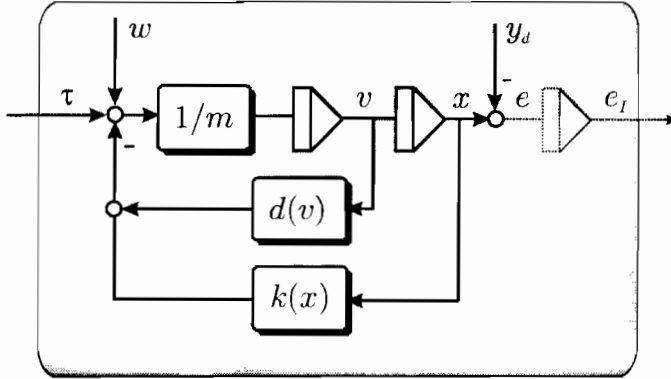 w
y_d
τ
1/m
v
x
e
e_I
-
-
d(v)
k(x)